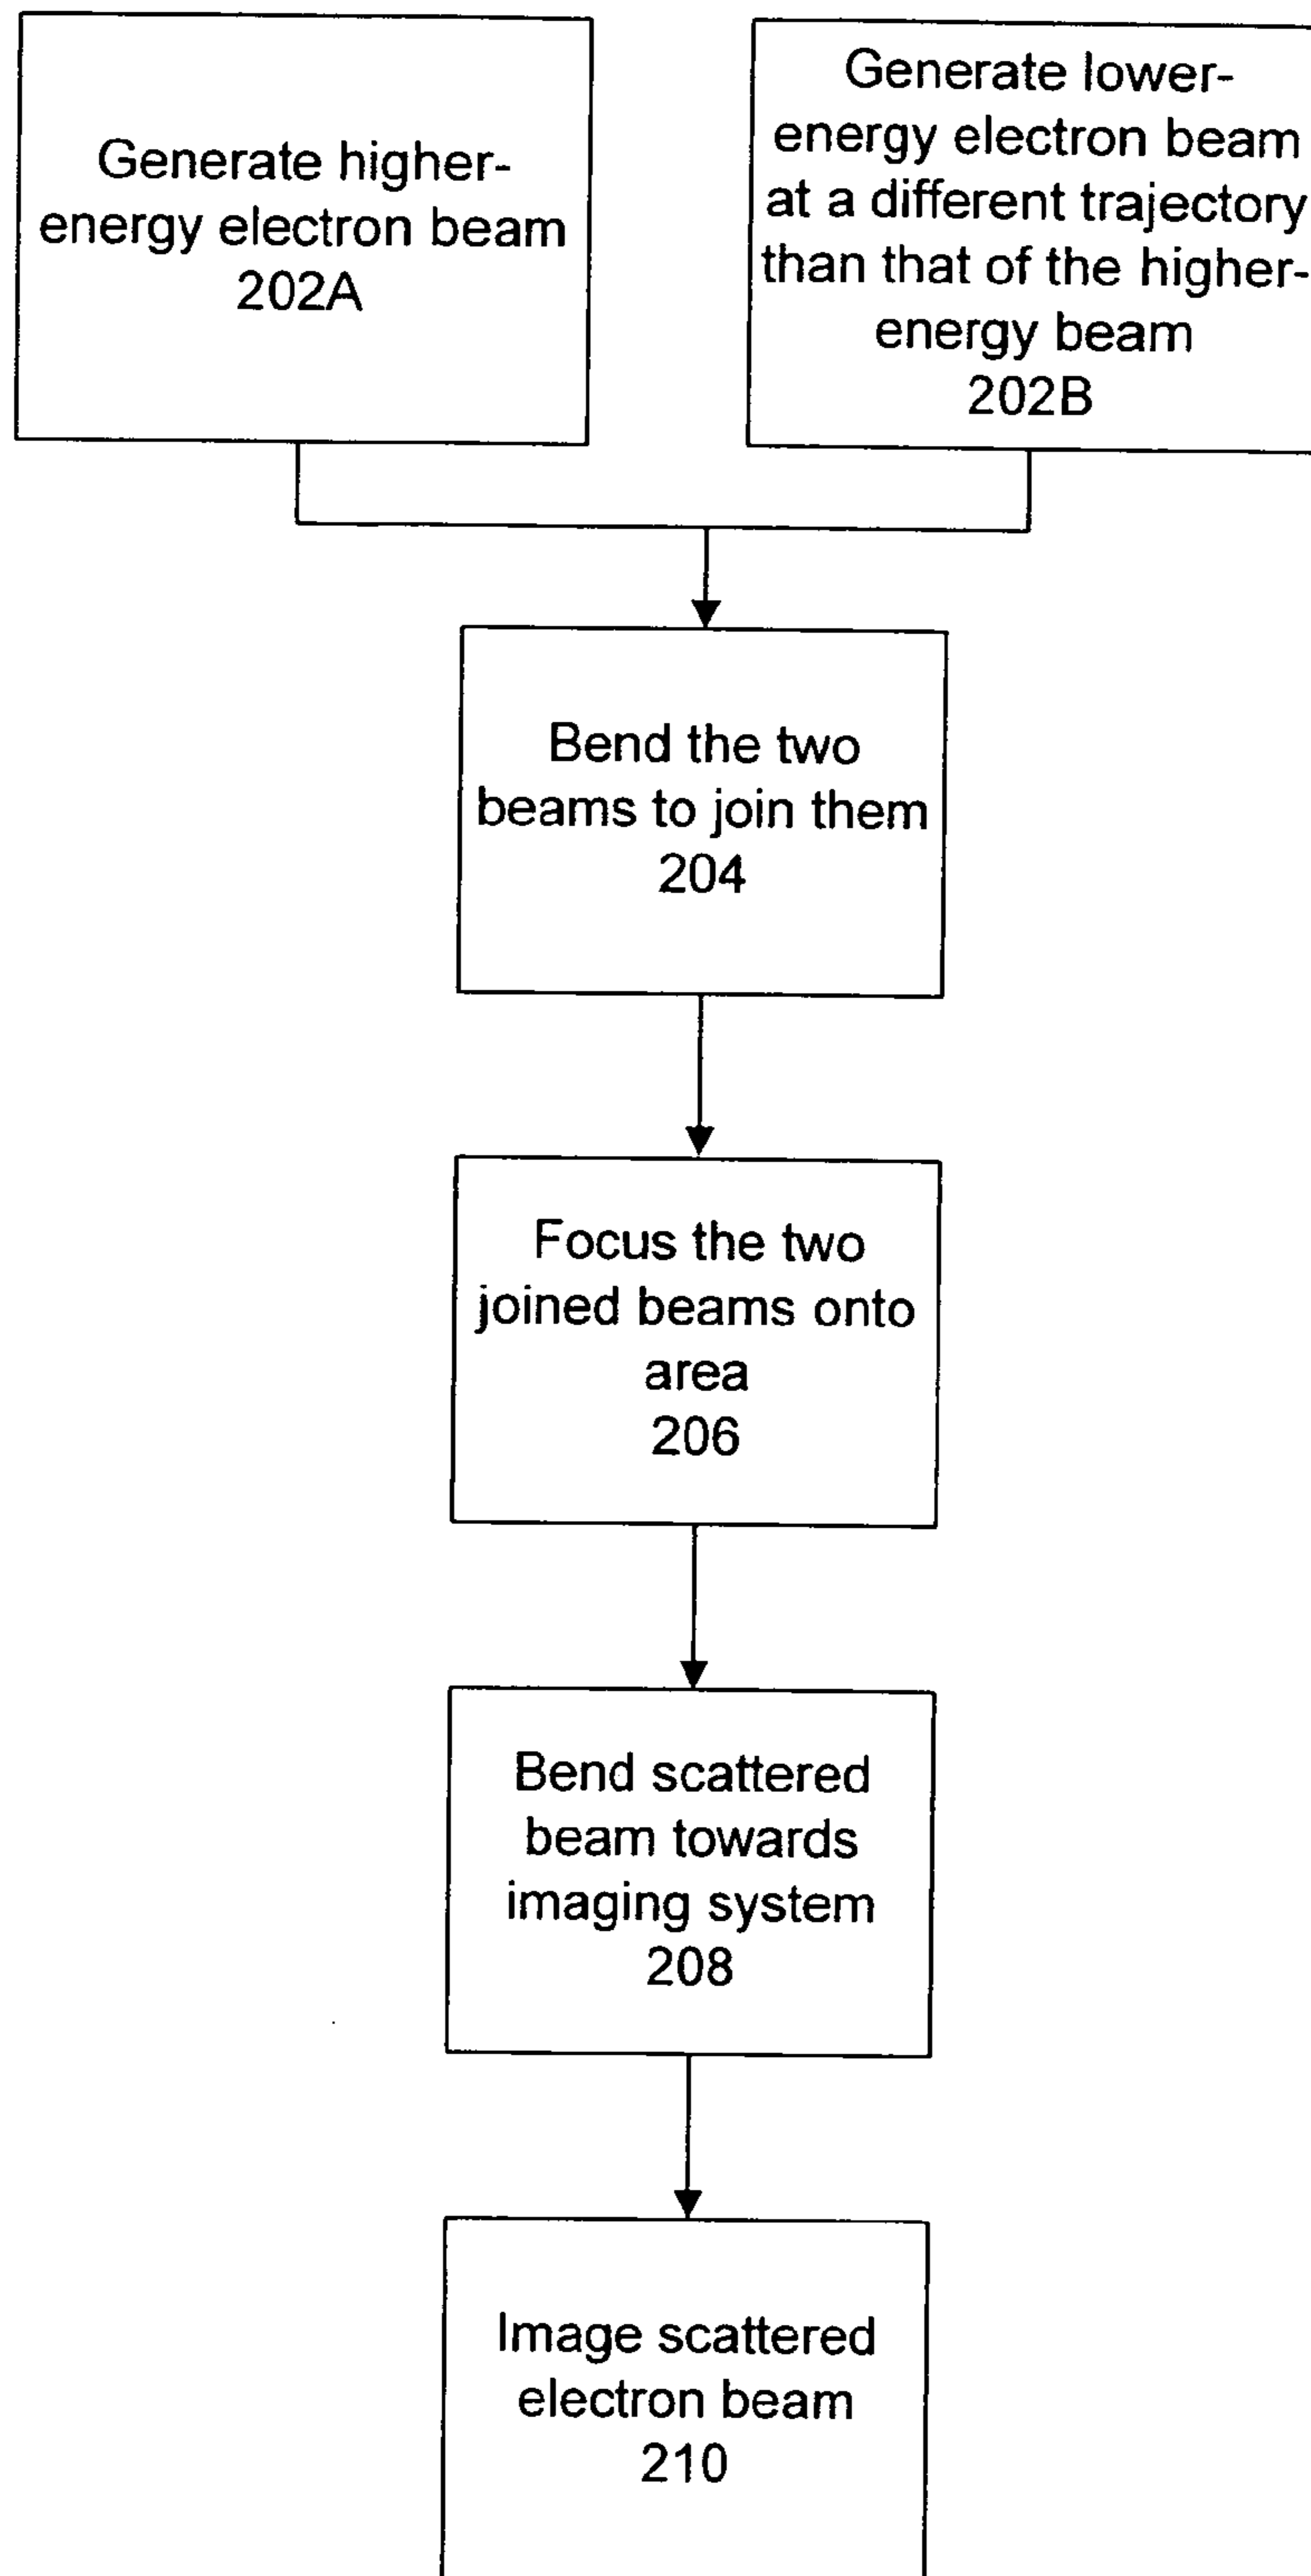 Generate higher-
energy electron beam
202A
Generate lower-
energy electron beam
at a different trajectory
than that of the higher-
energy beam
202B
Bend the two
beams to join them
204
Focus the two
joined beams onto
area
206
Bend scattered
beam towards
imaging system
208
Image scattered
electron beam
210